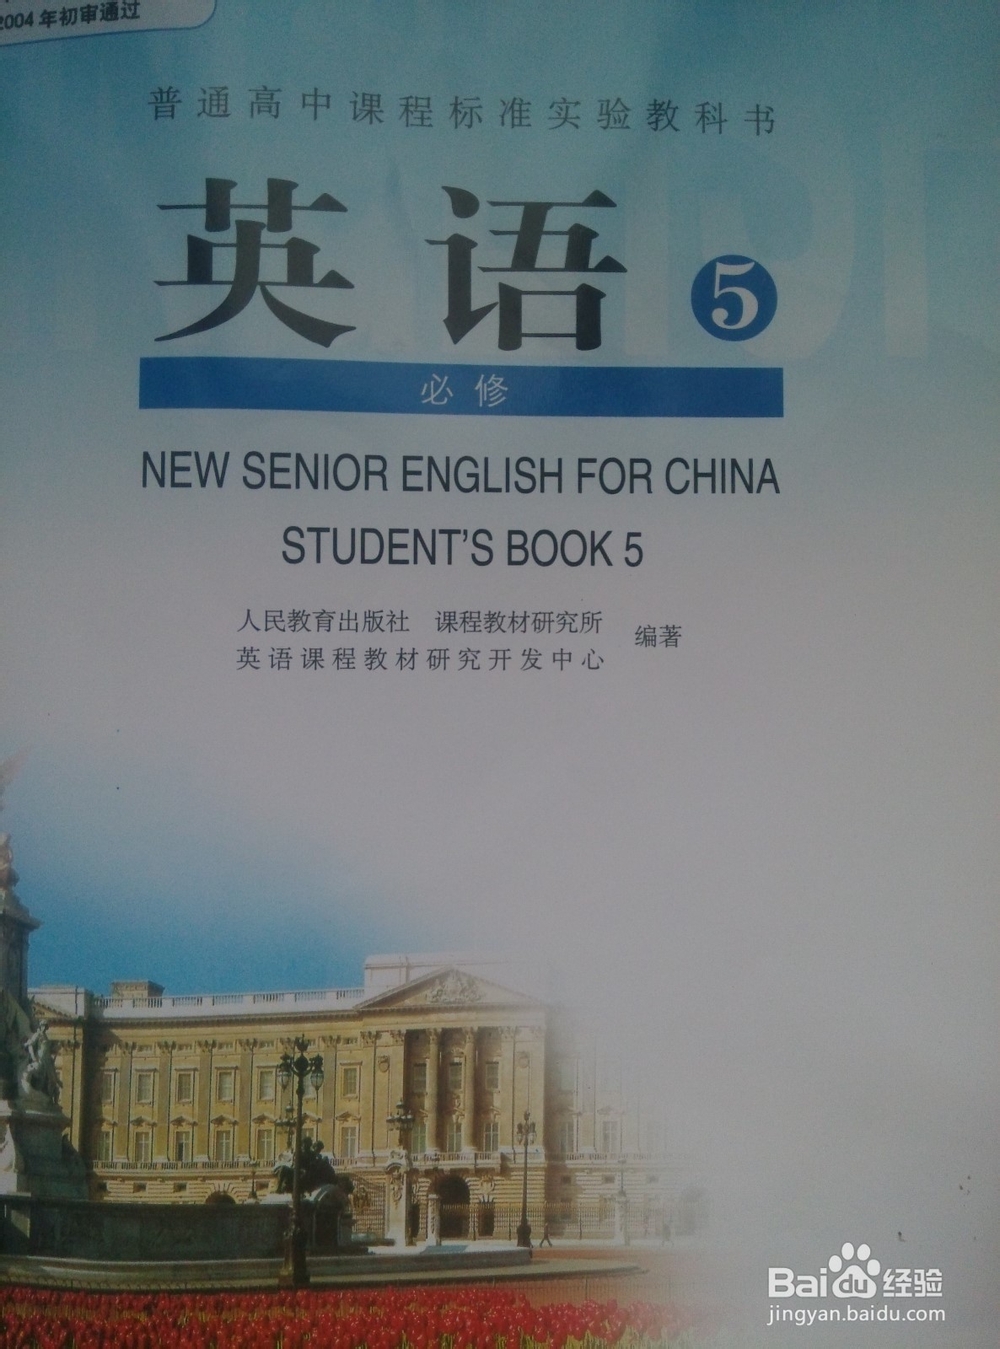 2004年初审通过
普通高中课程标准实验教科书
英语 5
必修
NEW SENIOR ENGLISH FOR CHINA
STUDENT'S BOOK 5
人民教育出版社 课程教材研究所
英语课程教材研究开发中心
编著
Bai du 经验
jingyan.baidu.com